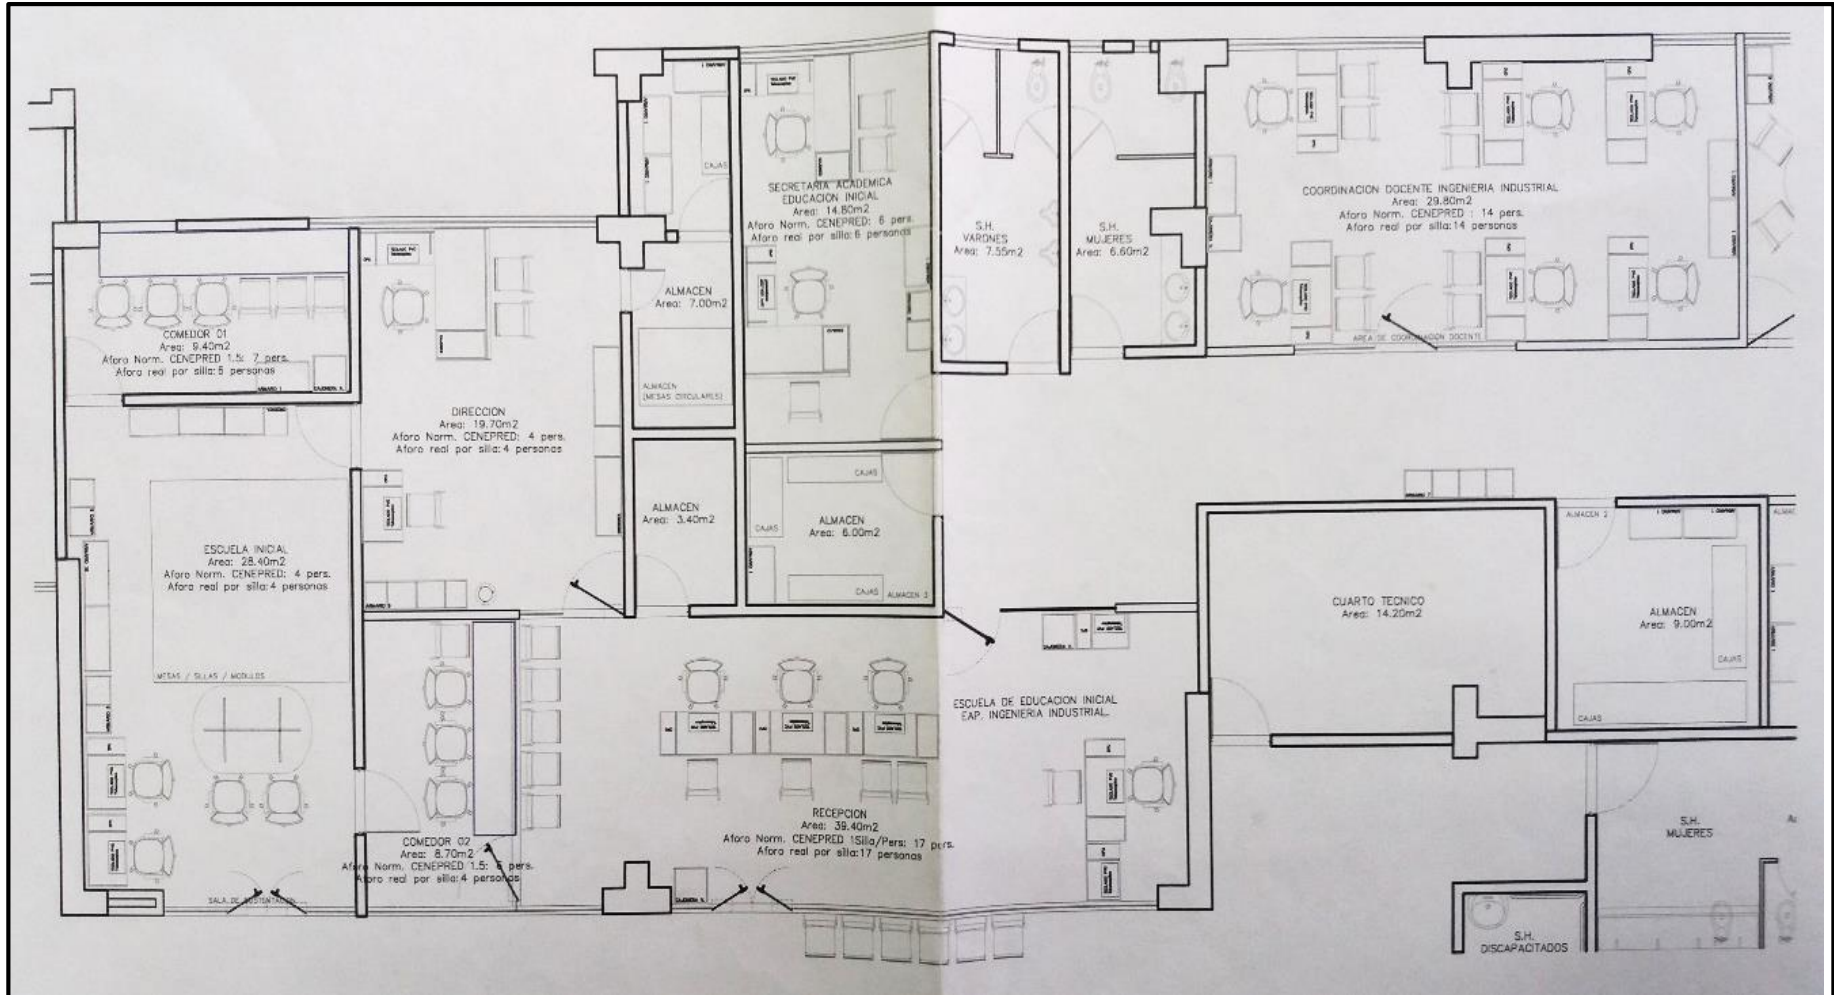 SECRETARIA ACADEMICA
EDUCACION INICIAL
Area: 14.80m2
Aforo Norm. CENEPRED: 6 pers.
Aforo real por silla: 6 personas
CAJAS
S.H.
VARONES
Area: 7.55m2
S.H.
MUJERES
Area: 6.60m2
COORDINACION DOCENTE INGENIERIA INDUSTRIAL
Area: 29.80m2
Aforo Norm. CENEPRED : 14 pers.
Aforo real por silla: 14 personas
AREA DE COORDINACION DOCENTE
ALMACEN
Area: 7.00m2
ALMACEN
(MESAS CIRCULARES)
COMEDOR 01
Area: 9.40m2
Aforo Norm. CENEPRED 1.5: 7 pers.
Aforo real por silla: 5 personas
DIRECCION
Area: 19.70m2
Aforo Norm. CENEPRED: 4 pers.
Aforo real por silla: 4 personas
ALMACEN
Area: 3.40m2
CAJAS
CAJAS
ALMACEN
Area: 6.00m2
CAJAS
ALMACEN 3
ESCUELA INICIAL
Area: 28.40m2
Aforo Norm. CENEPRED: 4 pers.
Aforo real por silla: 4 personas
MESAS / SILLAS / MODULOS
CUARTO TECNICO
Area: 14.20m2
ALMACEN 2
ALMACEN
Area: 9.00m2
CAJAS
CAJAS
ESCUELA DE EDUCACION INICIAL
EAP. INGENIERIA INDUSTRIAL
RECEPCION
Area: 39.40m2
Aforo Norm. CENEPRED 1Silla/Pers: 17 pers.
Aforo real por silla: 17 personas
COMEDOR 02
Area: 8.70m2
Aforo Norm. CENEPRED 1.5: pers.
Aforo real por silla: 4 personas
SALA DE SUSTENTACION
S.H.
MUJERES
S.H.
DISCAPACITADOS